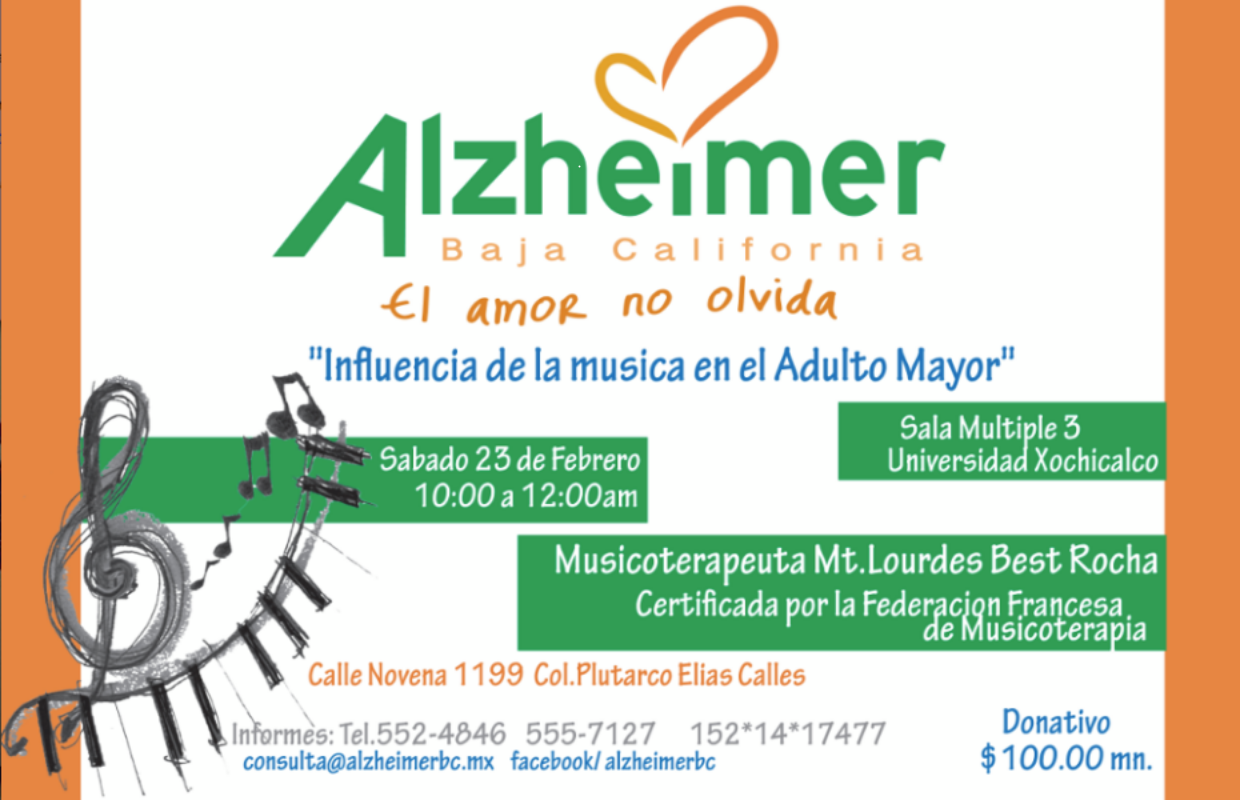 Alzheimer
Baja California
El amor no olvida
"Influencia de la musica en el Adulto Mayor"
Sala Multiple 3
Universidad Xochicalco
Sabado 23 de Febrero
10:00 a 12:00am
Musicoterapeuta Mt.Lourdes Best Rocha
Certificada por la Federacion Francesa
de Musicoterapia
Calle Novena 1199 Col.Plutarco Elias Calles
Informes: Tel.552-4846 555-7127 152*14*17477
consulta@alzheimerbc.mx facebook/ alzheimerbc
Donativo
$100.00 mn.